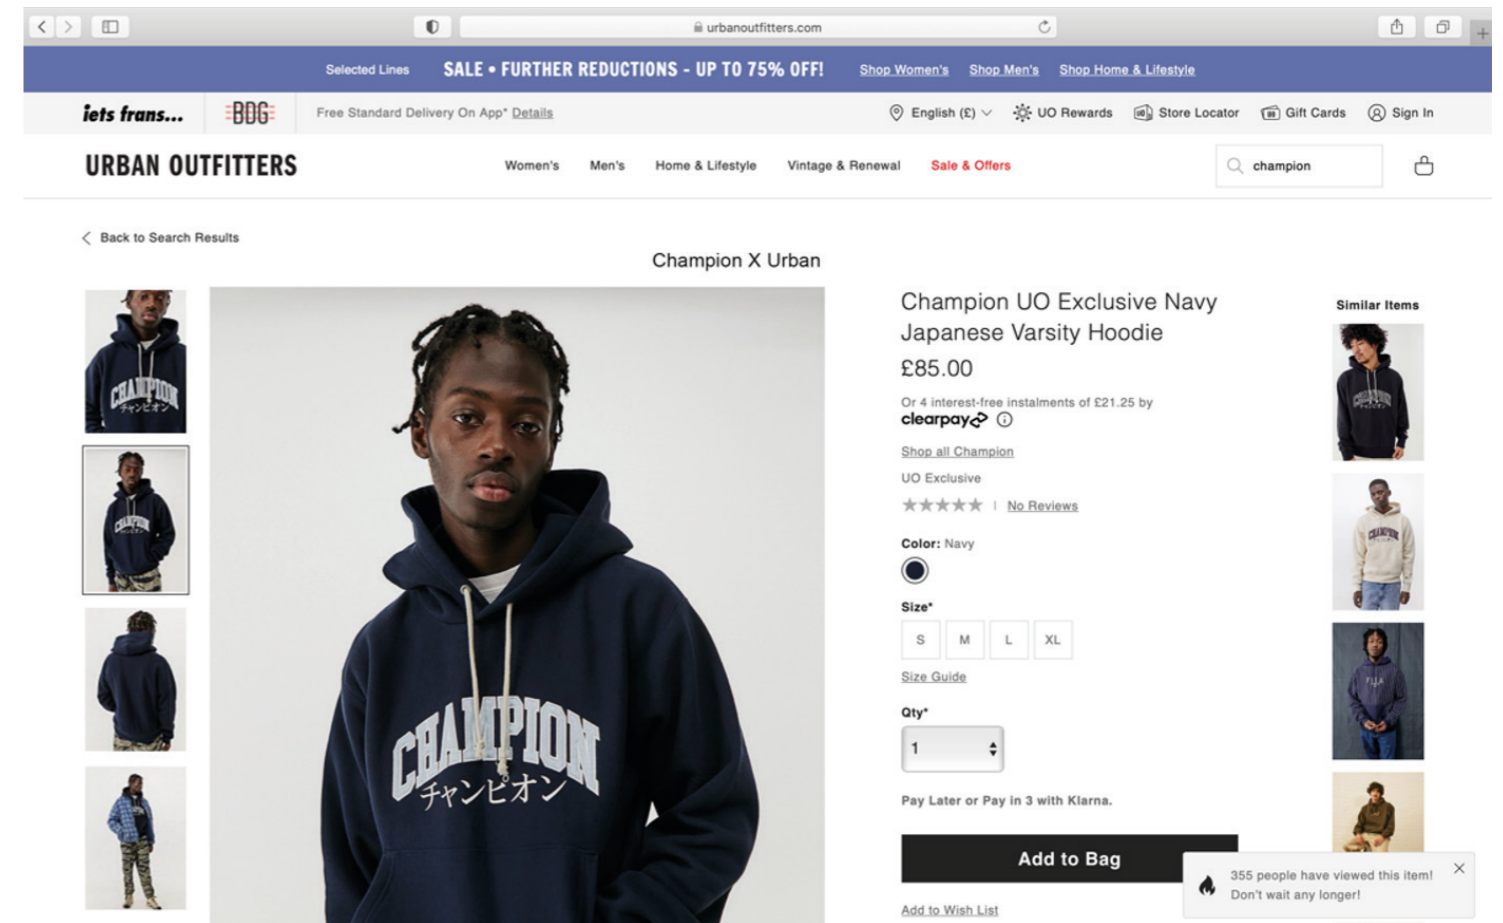 urbanoutfitters.com
Selected Lines SALE • FURTHER REDUCTIONS - UP TO 75% OFF! Shop Women's Shop Men's Shop Home & Lifestyle
iets frans... BDG Free Standard Delivery On App* Details English (£) UO Rewards Store Locator Gift Cards Sign In
URBAN OUTFITTERS Women's Men's Home & Lifestyle Vintage & Renewal Sale & Offers champion
Back to Search Results
Champion X Urban
CHAMPION
チャンピオン
Champion UO Exclusive Navy
Japanese Varsity Hoodie
£85.00
Or 4 interest-free instalments of £21.25 by
clearpay
Shop all Champion
UO Exclusive
No Reviews
Color: Navy
Size*
S M L XL
Size Guide
Qty*
1
Pay Later or Pay in 3 with Klarna.
Add to Bag
Add to Wish List
Similar Items
CHAMPION
FILA
355 people have viewed this item!
Don't wait any longer!